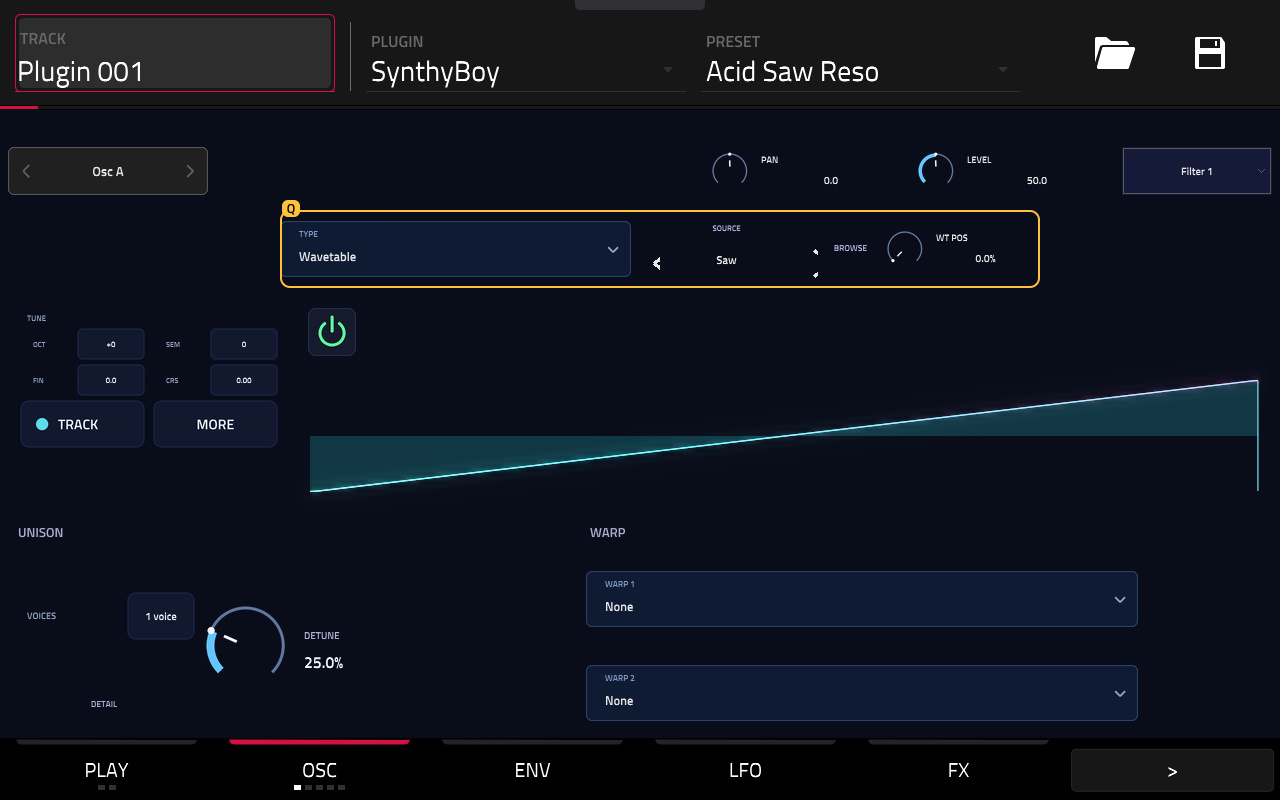 TRACK
Plugin 001
PLUGIN
SynthyBoy
PRESET
Acid Saw Reso
Osc A
PAN
0.0
LEVEL
50.0
Filter 1
Q
TYPE
Wavetable
SOURCE
Saw
BROWSE
WT POS
0.0%
TUNE
OCT
+0
SEM
0
FIN
0.0
CRS
0.00
TRACK
MORE
UNISON
WARP
VOICES
1 voice
DETUNE
25.0%
DETAIL
WARP 1
None
WARP 2
None
PLAY
OSC
ENV
LFO
FX
>